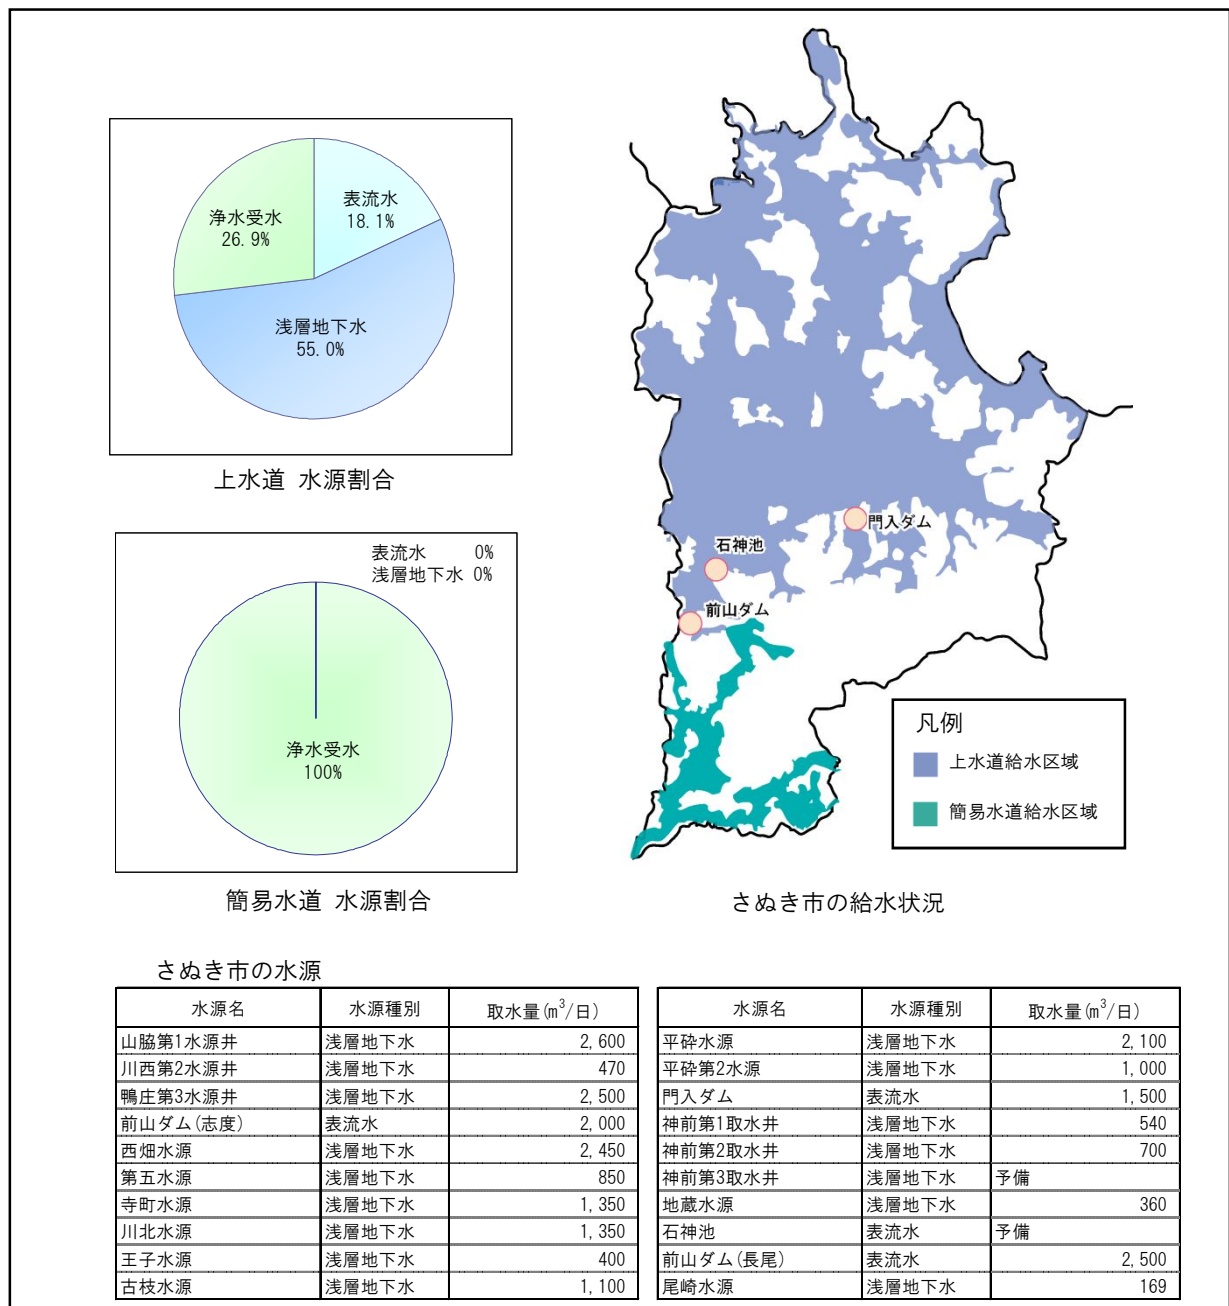 表流水
18.1%
浄水受水
26.9%
浅層地下水
55.0%
上水道 水源割合
表流水 0%
浅層地下水 0%
浄水受水
100%
簡易水道 水源割合
門入ダム
石神池
前山ダム
凡例
上水道給水区域
簡易水道給水区域
さぬき市の給水状況
さぬき市の水源
水源名 水源種別 取水量(m³/日)
山脇第1水源井 浅層地下水 2,600
川西第2水源井 浅層地下水 470
鴨庄第3水源井 浅層地下水 2,500
前山ダム(志度) 表流水 2,000
西畑水源 浅層地下水 2,450
第五水源 浅層地下水 850
寺町水源 浅層地下水 1,350
川北水源 浅層地下水 1,350
王子水源 浅層地下水 400
古枝水源 浅層地下水 1,100
水源名 水源種別 取水量(m³/日)
平砕水源 浅層地下水 2,100
平砕第2水源 浅層地下水 1,000
門入ダム 表流水 1,500
神前第1取水井 浅層地下水 540
神前第2取水井 浅層地下水 700
神前第3取水井 浅層地下水 予備
地蔵水源 浅層地下水 360
石神池 表流水 予備
前山ダム(長尾) 表流水 2,500
尾崎水源 浅層地下水 169